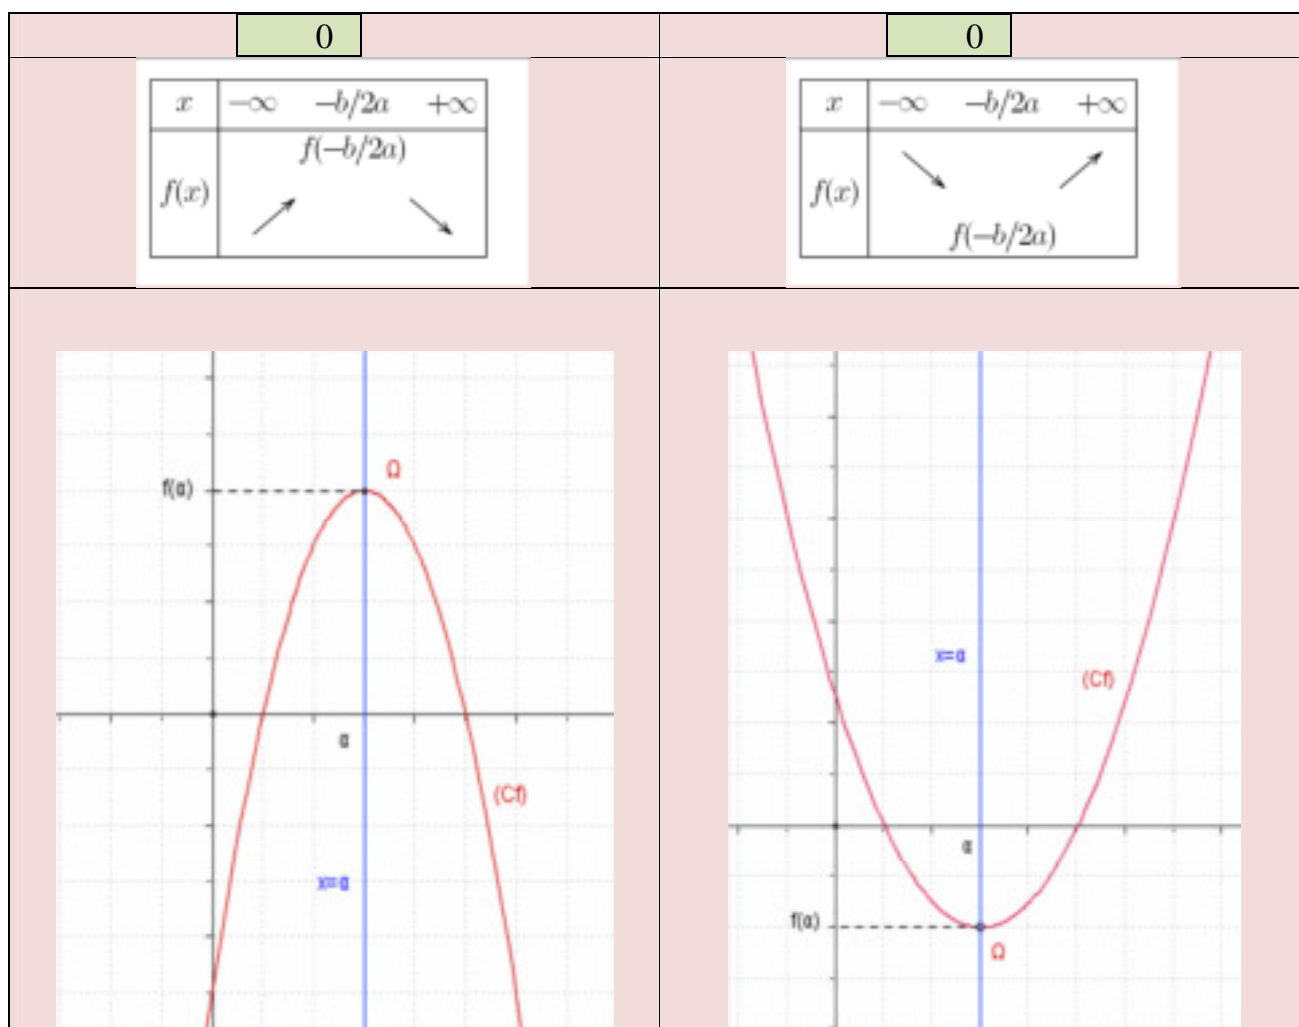 0
x −∞ −b/2a +∞
f(−b/2a)
f(x)
f(α)
Ω
α
(Cf)
x=α
0
x −∞ −b/2a +∞
f(x)
f(−b/2a)
x=α
(Cf)
α
f(α)
Ω